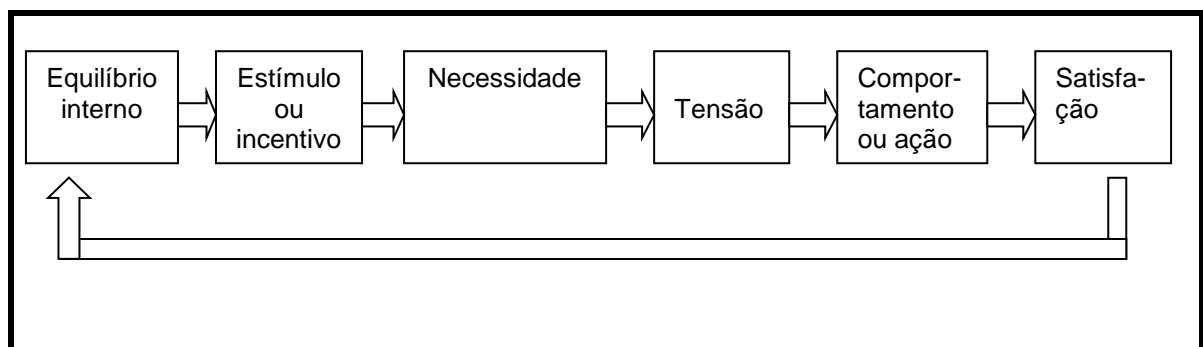 Equilíbrio
interno
Estímulo
ou
incentivo
Necessidade
Tensão
Compor-
tamento
ou ação
Satisfa-
ção